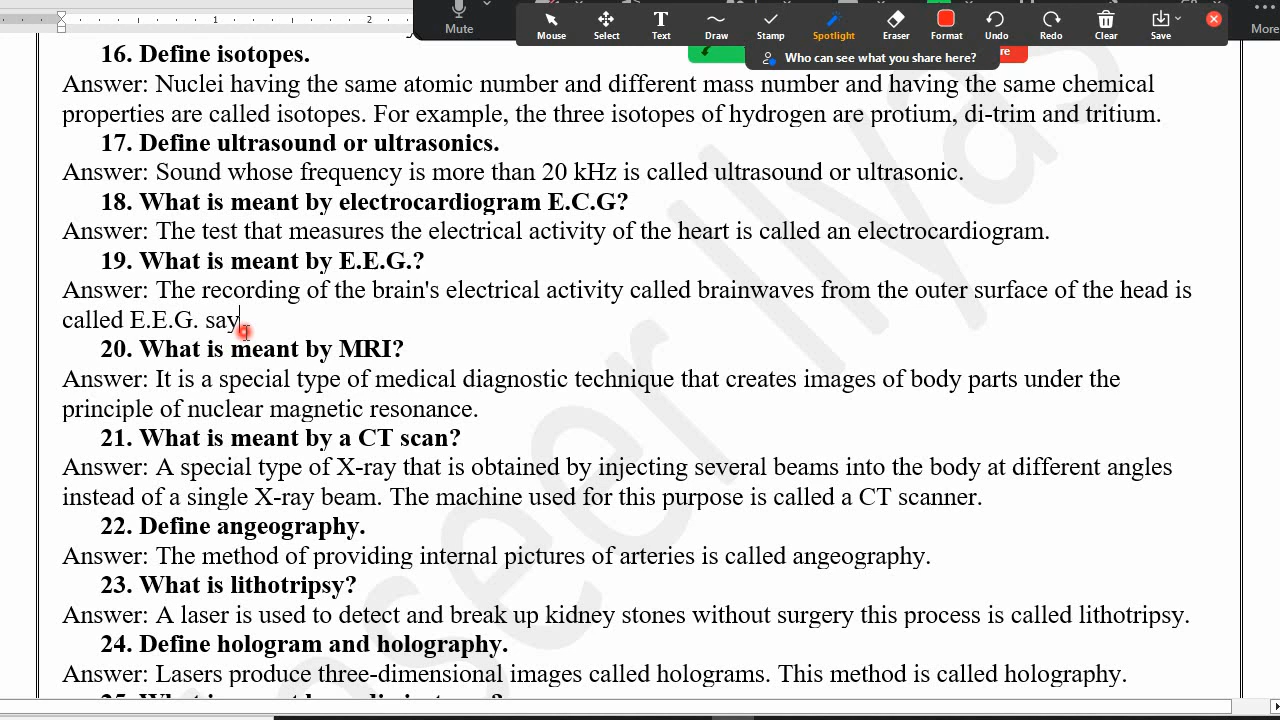 1 2
Mute Mouse Select Text Draw Stamp Spotlight Eraser Format Undo Redo Clear Save More
Who can see what you share here?
16. Define isotopes.
Answer: Nuclei having the same atomic number and different mass number and having the same chemical
properties are called isotopes. For example, the three isotopes of hydrogen are protium, di-trim and tritium.
17. Define ultrasound or ultrasonics.
Answer: Sound whose frequency is more than 20 kHz is called ultrasound or ultrasonic.
18. What is meant by electrocardiogram E.C.G?
Answer: The test that measures the electrical activity of the heart is called an electrocardiogram.
19. What is meant by E.E.G.?
Answer: The recording of the brain's electrical activity called brainwaves from the outer surface of the head is
called E.E.G. say
20. What is meant by MRI?
Answer: It is a special type of medical diagnostic technique that creates images of body parts under the
principle of nuclear magnetic resonance.
21. What is meant by a CT scan?
Answer: A special type of X-ray that is obtained by injecting several beams into the body at different angles
instead of a single X-ray beam. The machine used for this purpose is called a CT scanner.
22. Define angeography.
Answer: The method of providing internal pictures of arteries is called angeography.
23. What is lithotripsy?
Answer: A laser is used to detect and break up kidney stones without surgery this process is called lithotripsy.
24. Define hologram and holography.
Answer: Lasers produce three-dimensional images called holograms. This method is called holography.